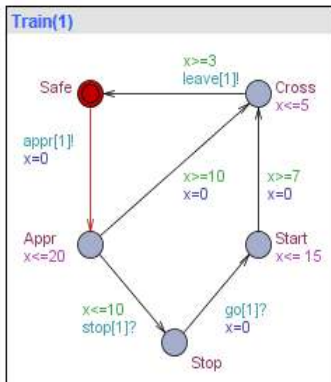 Train(1)
x>=3
Safe
leave[1]!
Cross
x<=5
appr[1]!
x=0
x>=10
x=0
x>=7
x=0
Appr
x<=20
Start
x<= 15
x<=10
stop[1]?
go[1]?
x=0
Stop